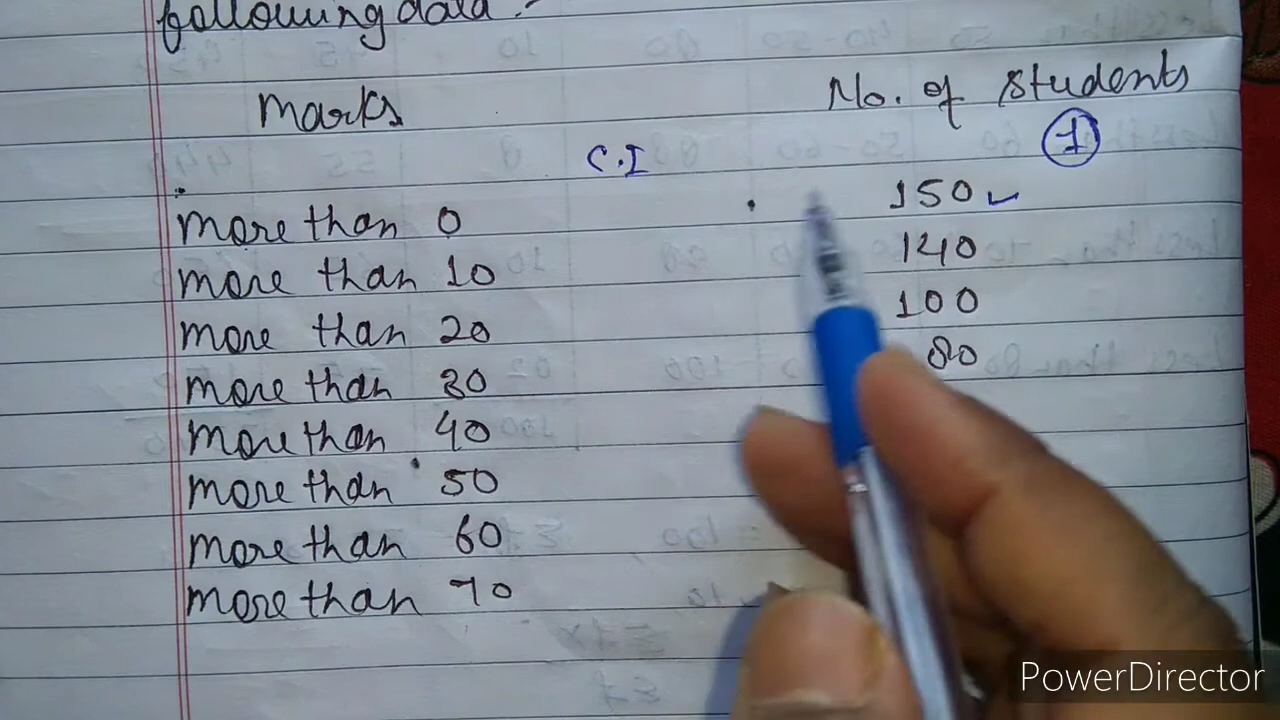 following data :-
Marks No. of Students
C.I 1
more than 0 150
more than 10 140
more than 20 100
more than 30 80
more than 40
more than 50
more than 60
more than 70
PowerDirector